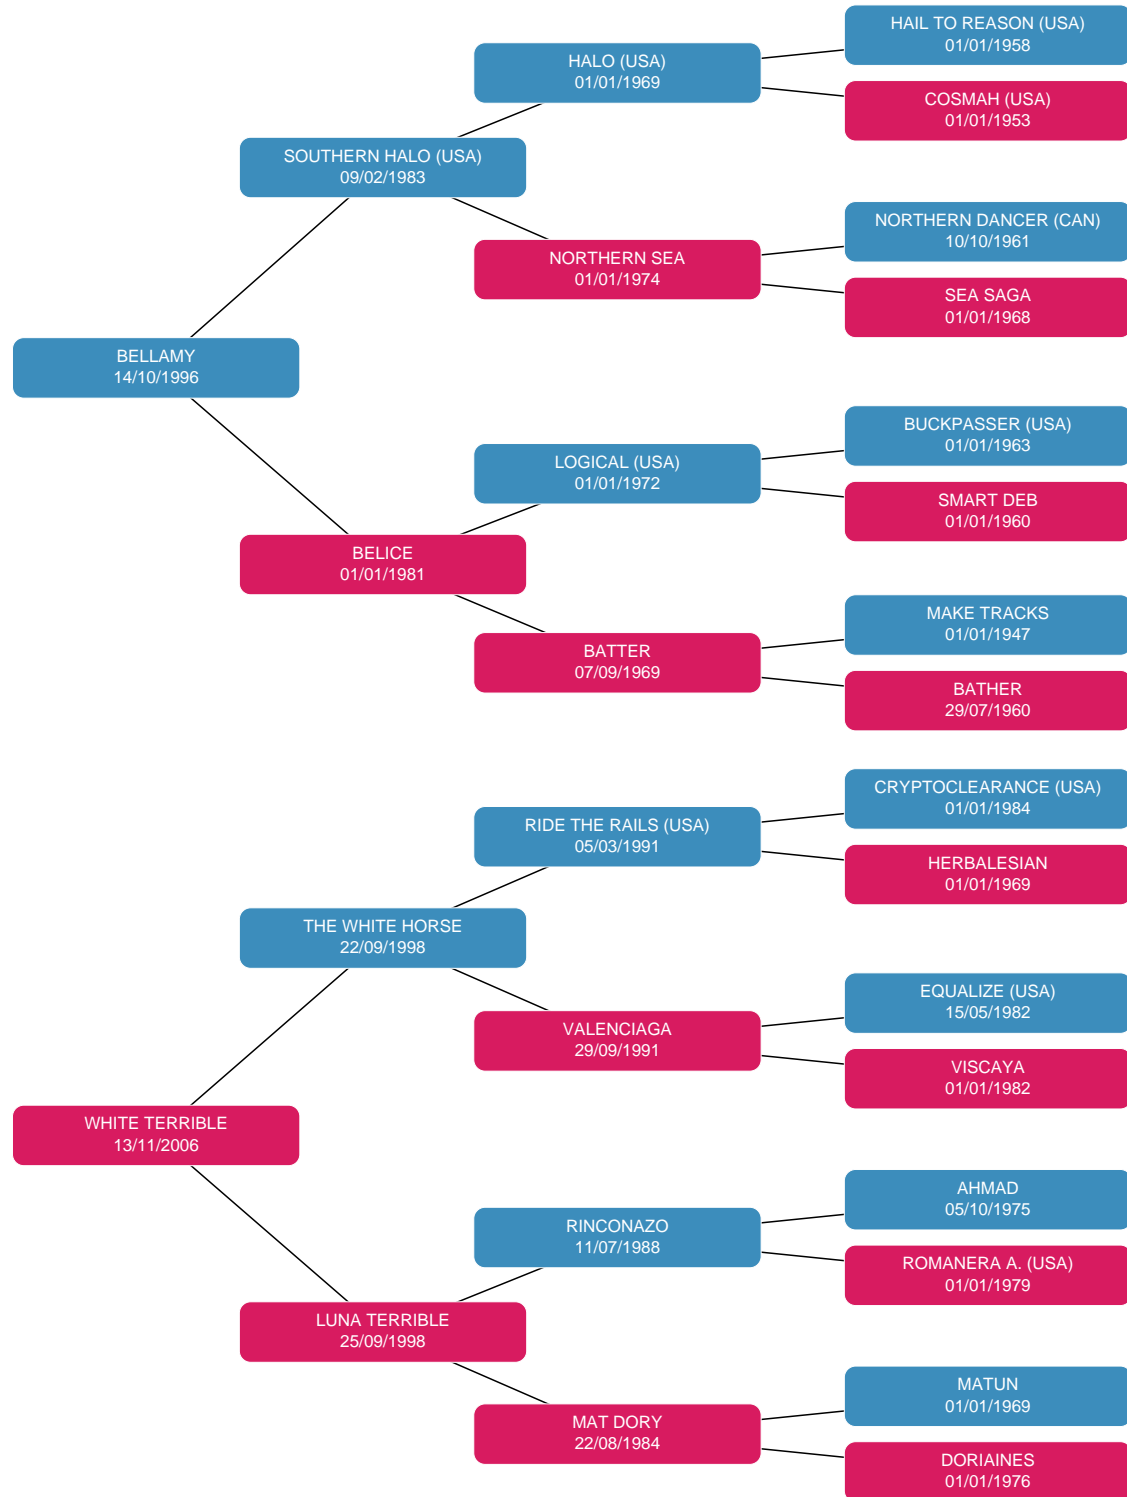 HAIL TO REASON (USA)
01/01/1958
HALO (USA)
01/01/1969
COSMAH (USA)
01/01/1953
SOUTHERN HALO (USA)
09/02/1983
NORTHERN DANCER (CAN)
10/10/1961
NORTHERN SEA
01/01/1974
SEA SAGA
01/01/1968
BELLAMY
14/10/1996
BUCKPASSER (USA)
01/01/1963
LOGICAL (USA)
01/01/1972
SMART DEB
01/01/1960
BELICE
01/01/1981
MAKE TRACKS
01/01/1947
BATTER
07/09/1969
BATHER
29/07/1960
CRYPTOCLEARANCE (USA)
01/01/1984
RIDE THE RAILS (USA)
05/03/1991
HERBALESIAN
01/01/1969
THE WHITE HORSE
22/09/1998
EQUALIZE (USA)
15/05/1982
VALENCIAGA
29/09/1991
VISCAYA
01/01/1982
WHITE TERRIBLE
13/11/2006
AHMAD
05/10/1975
RINCONAZO
11/07/1988
ROMANERA A. (USA)
01/01/1979
LUNA TERRIBLE
25/09/1998
MATUN
01/01/1969
MAT DORY
22/08/1984
DORIAINES
01/01/1976